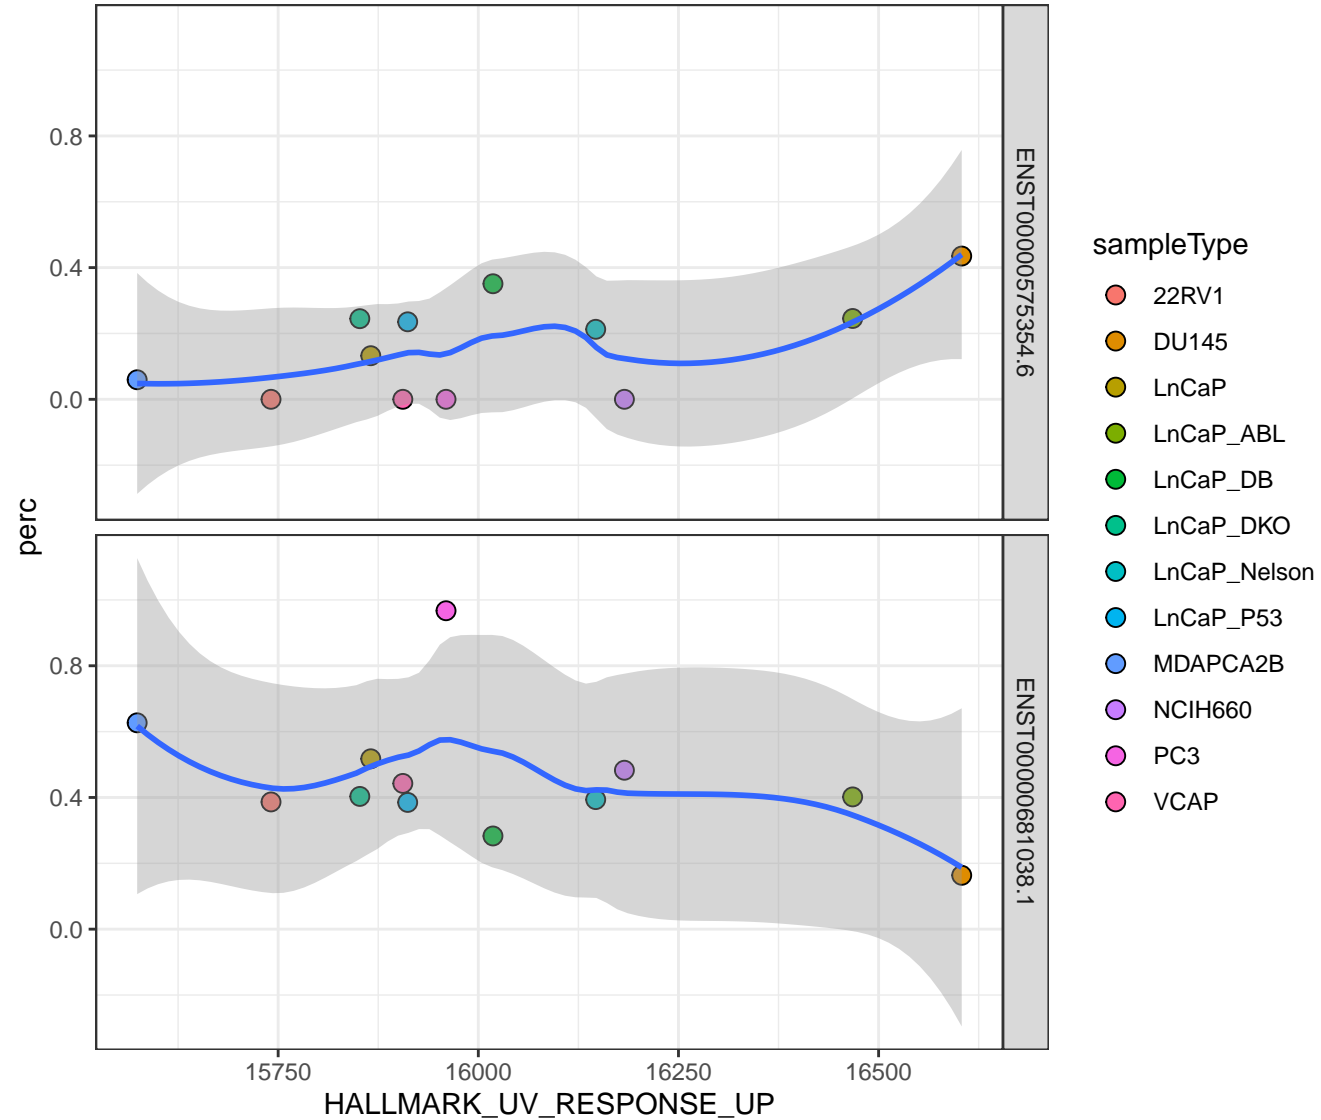 0.8
0.4
0.0
ENST00000575354.6
perc
0.8
0.4
0.0
ENST00000681038.1
15750
16000
16250
16500
HALLMARK_UV_RESPONSE_UP
sampleType
22RV1
DU145
LnCaP
LnCaP_ABL
LnCaP_DB
LnCaP_DKO
LnCaP_Nelson
LnCaP_P53
MDAPCA2B
NCIH660
PC3
VCAP